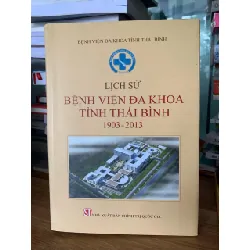 BỆNH VIỆN ĐA KHOA TỈNH THÁI BÌNH
LỊCH SỬ
BỆNH VIỆN ĐA KHOA
TỈNH THÁI BÌNH
1903-2013